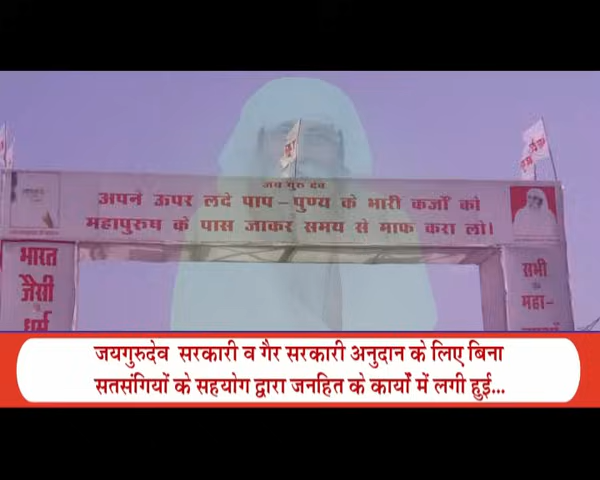 जय गुरु देव
अपने ऊपर लदे पाप - पुण्य के भारी कर्जों को
महापुरुष के पास जाकर समय से माफ करा लो।
भारत
जैसी
धर्म
सभी
महा-
जयगुरुदेव सरकारी व गैर सरकारी अनुदान के लिए बिना
सतसंगियों के सहयोग द्वारा जनहित के कार्यों में लगी हुई...